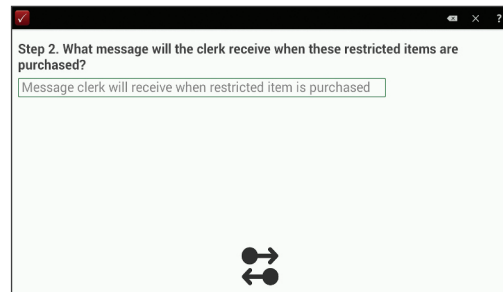 ?
Step 2. What message will the clerk receive when these restricted items are
purchased?
Message clerk will receive when restricted item is purchased